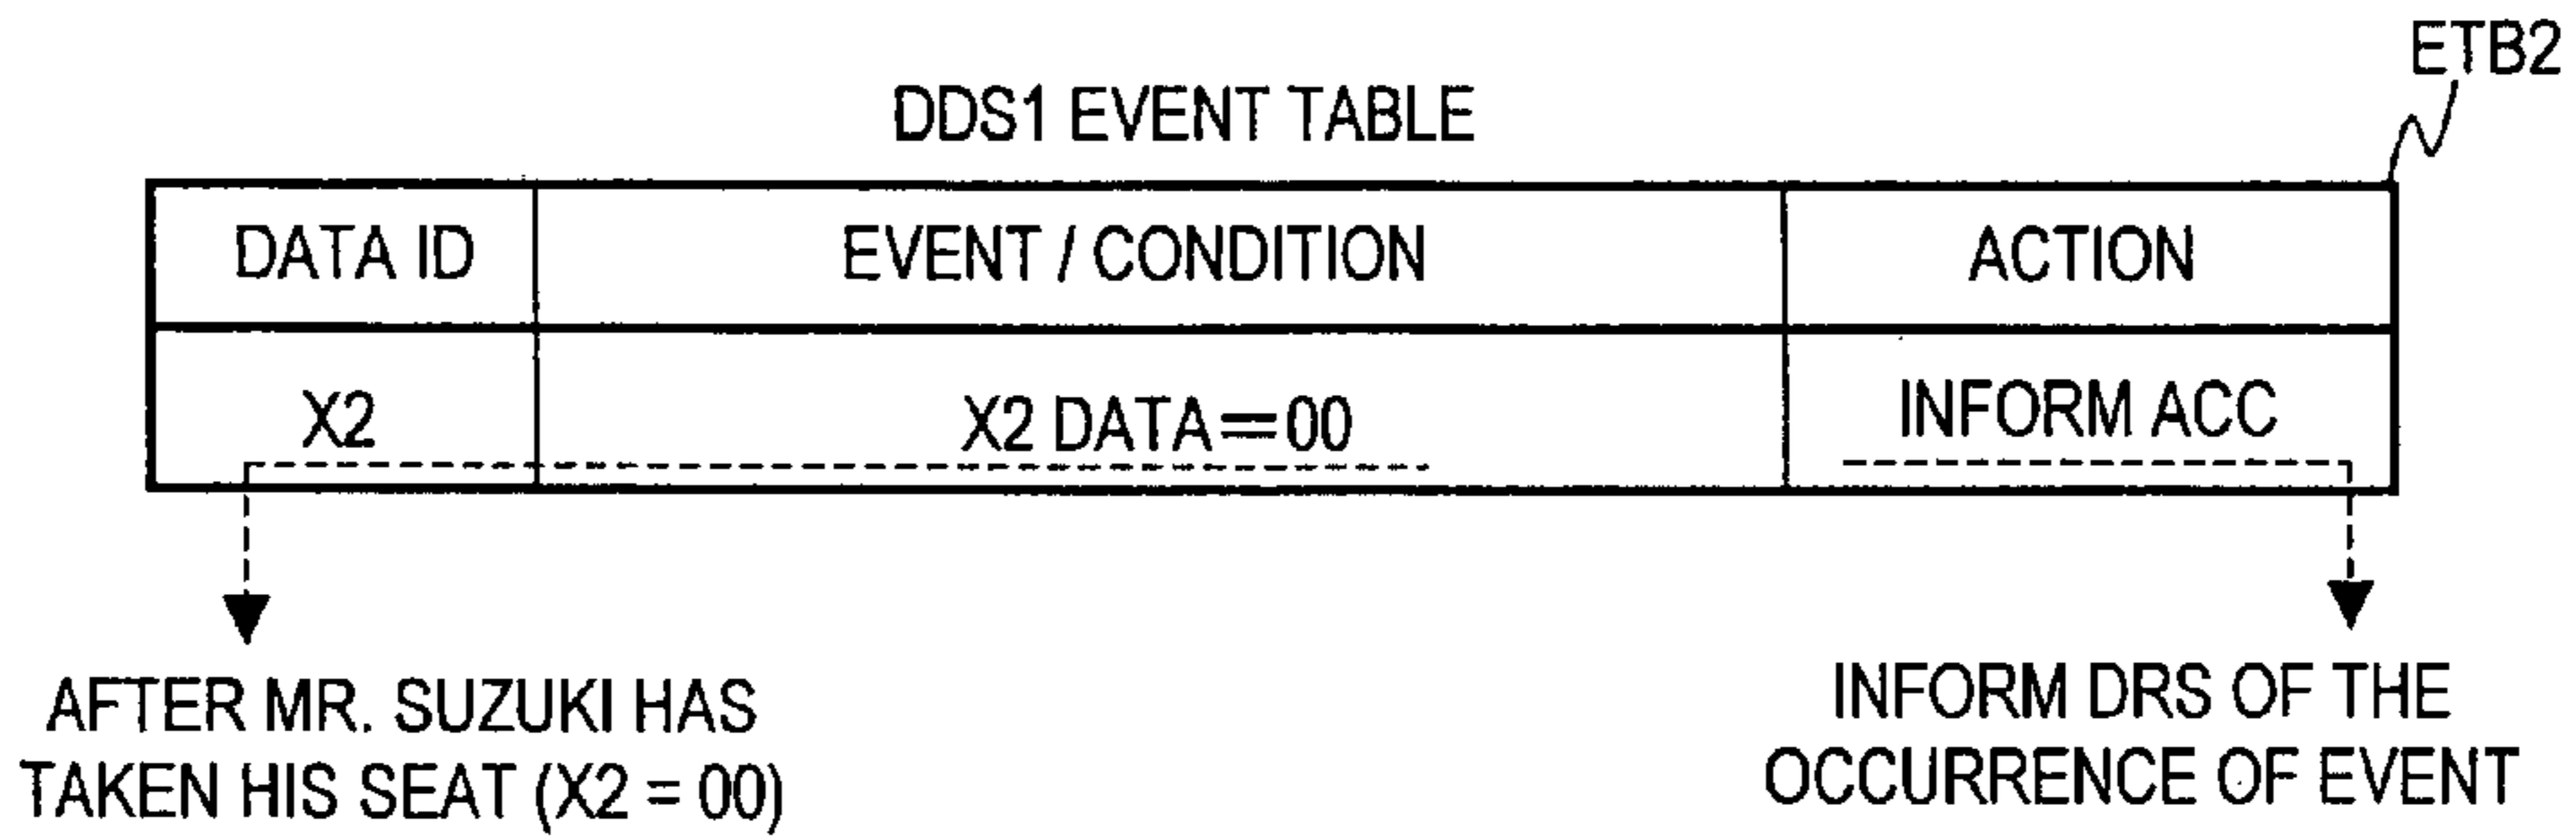 ETB2
DDS1 EVENT TABLE
DATA ID EVENT / CONDITION ACTION
X2 X2 DATA=00 INFORM ACC
AFTER MR. SUZUKI HAS
TAKEN HIS SEAT (X2 = 00)
INFORM DRS OF THE
OCCURRENCE OF EVENT